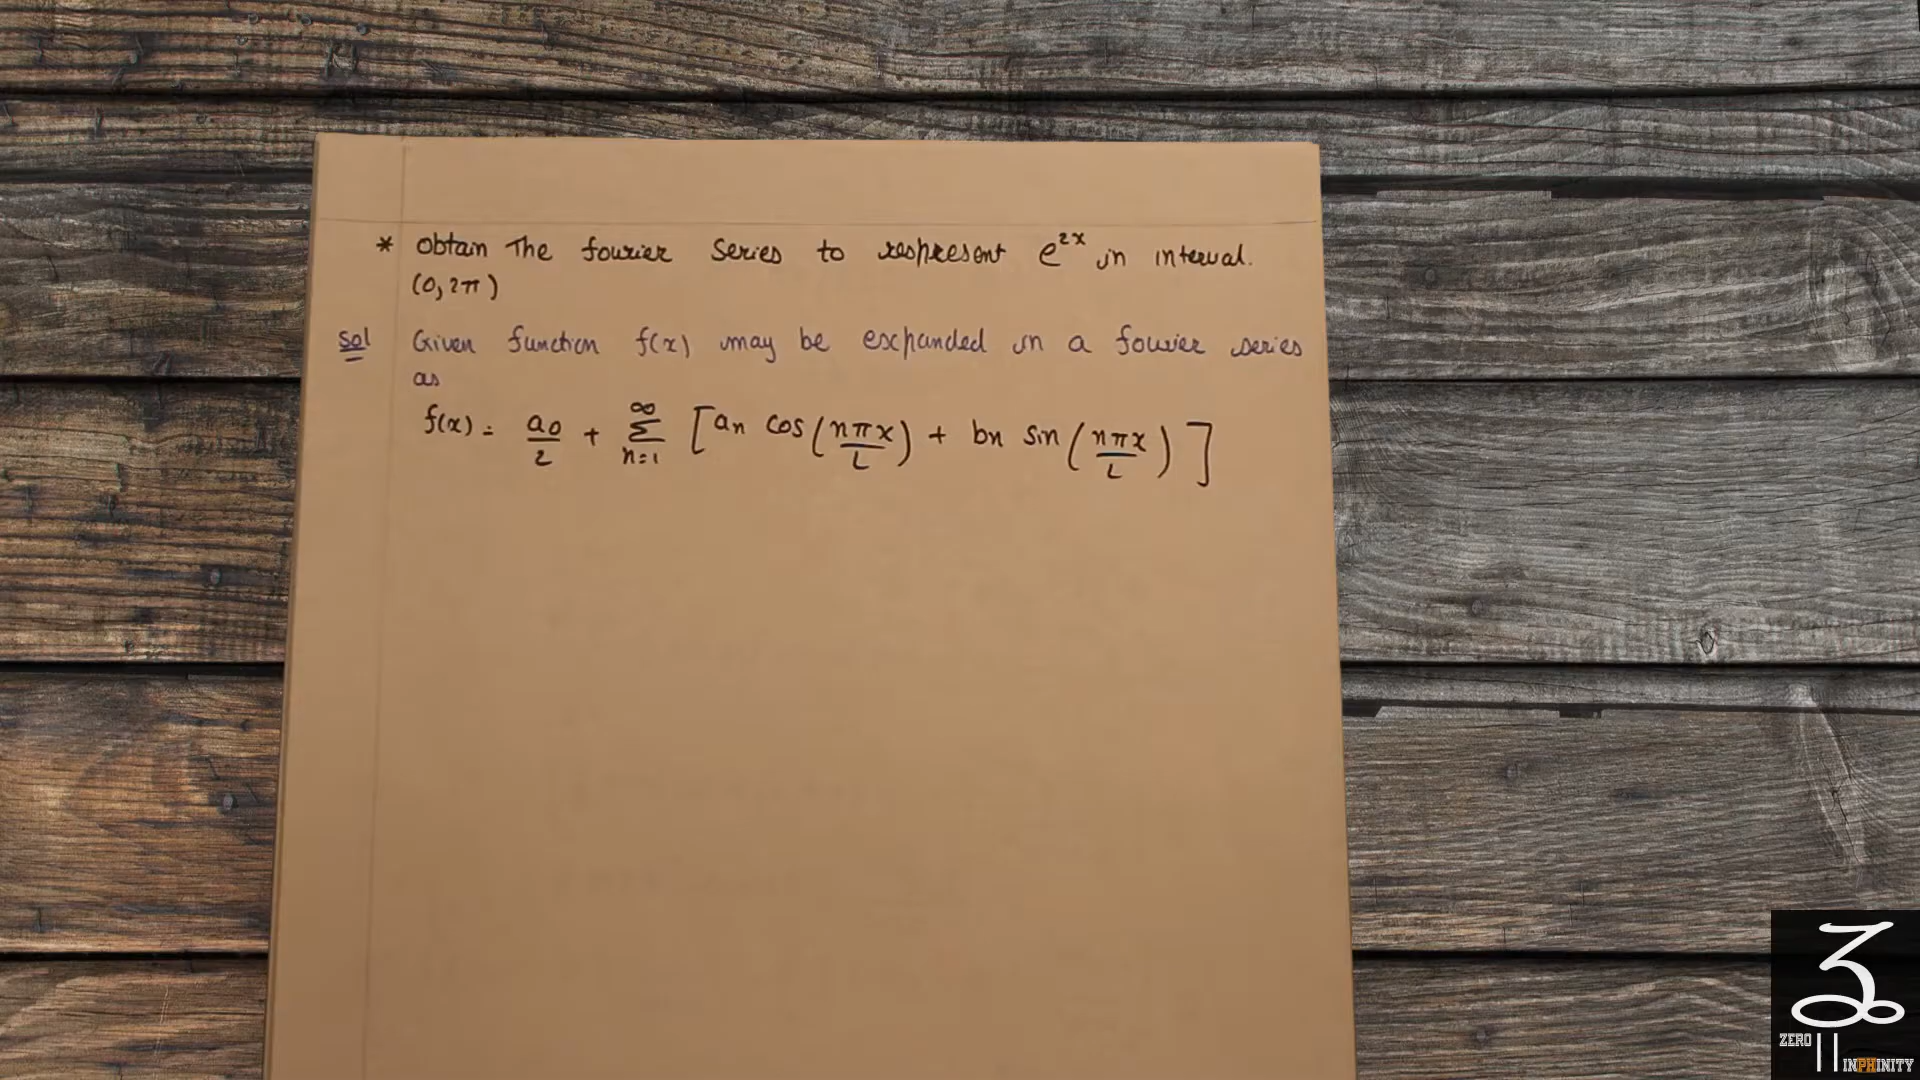 * obtain The fourier Series to respresent e^{2x} in interval.
(0, 2π)
Sol Given function f(x) may be expanded in a fourier series
as
f(x) = a0/2 + ∑_{n=1}^{∞} [an cos(nπx/L) + bn sin(nπx/L)]
ZERO
INPHINITY